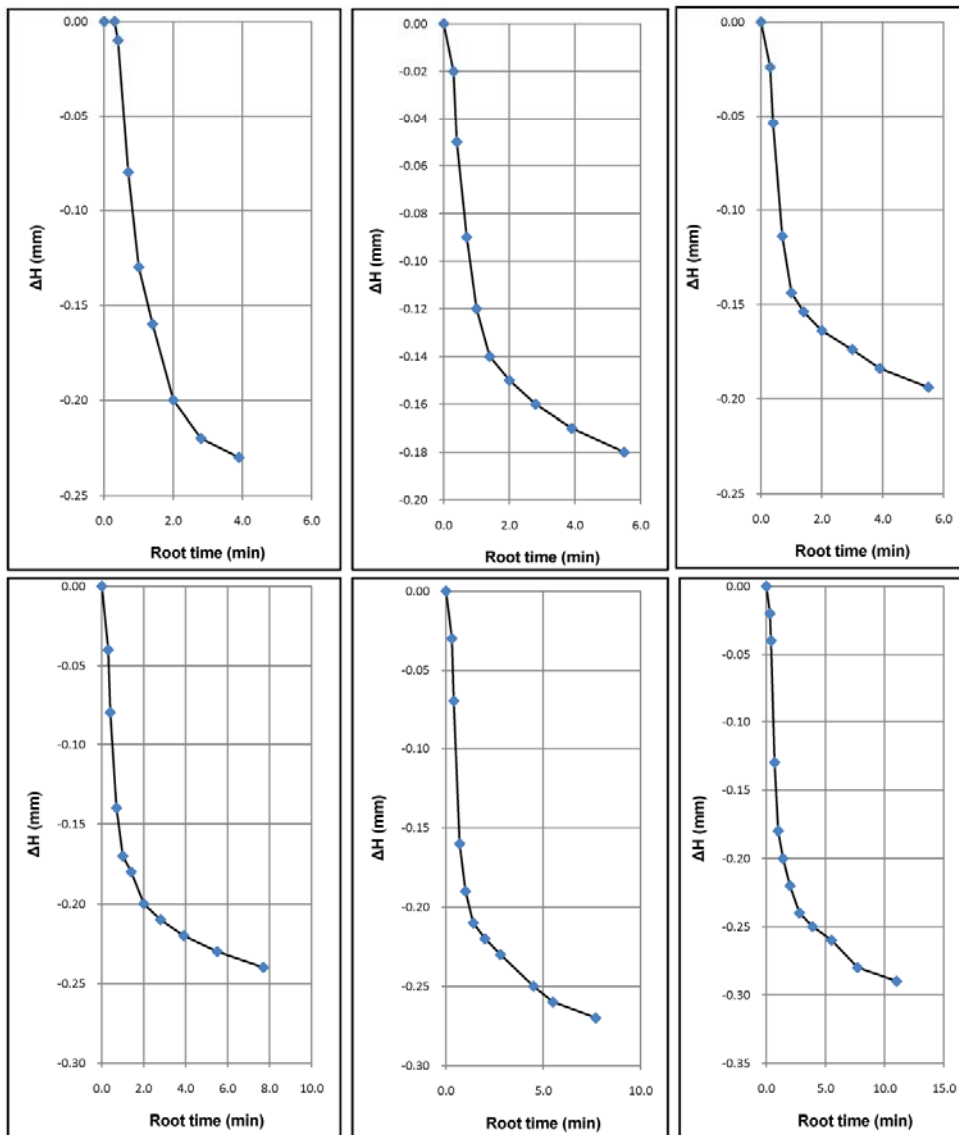 0.00
-0.05
-0.10
-0.15
-0.20
-0.25
ΔH (mm)
0.0 2.0 4.0 6.0
Root time (min)
0.00
-0.02
-0.04
-0.06
-0.08
-0.10
-0.12
-0.14
-0.16
-0.18
-0.20
ΔH (mm)
0.0 2.0 4.0 6.0
Root time (min)
0.00
-0.05
-0.10
-0.15
-0.20
-0.25
ΔH (mm)
0.0 2.0 4.0 6.0
Root time (min)
0.00
-0.05
-0.10
-0.15
-0.20
-0.25
-0.30
ΔH (mm)
0.0 2.0 4.0 6.0 8.0 10.0
Root time (min)
0.00
-0.05
-0.10
-0.15
-0.20
-0.25
-0.30
ΔH (mm)
0.0 5.0 10.0
Root time (min)
0.00
-0.05
-0.10
-0.15
-0.20
-0.25
-0.30
-0.35
ΔH (mm)
0.0 5.0 10.0 15.0
Root time (min)